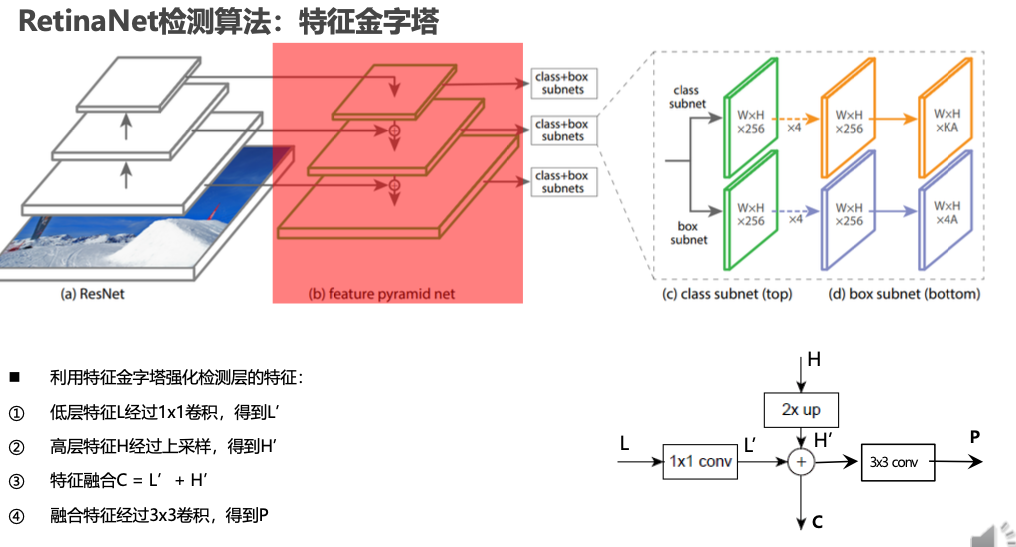 RetinaNet检测算法：特征金字塔
class+box
subnets
class+box
subnets
class+box
subnets
class
subnet
box
subnet
W×H
×256
×4
W×H
×256
W×H
×KA
W×H
×256
×4
W×H
×256
W×H
×4A
(a) ResNet
(b) feature pyramid net
(c) class subnet (top)
(d) box subnet (bottom)
■ 利用特征金字塔强化检测层的特征：
① 低层特征L经过1x1卷积，得到L′
② 高层特征H经过上采样，得到H′
③ 特征融合C = L′ + H′
④ 融合特征经过3x3卷积，得到P
H
2x up
L
1x1 conv
L′
H′
+
3x3 conv
P
C